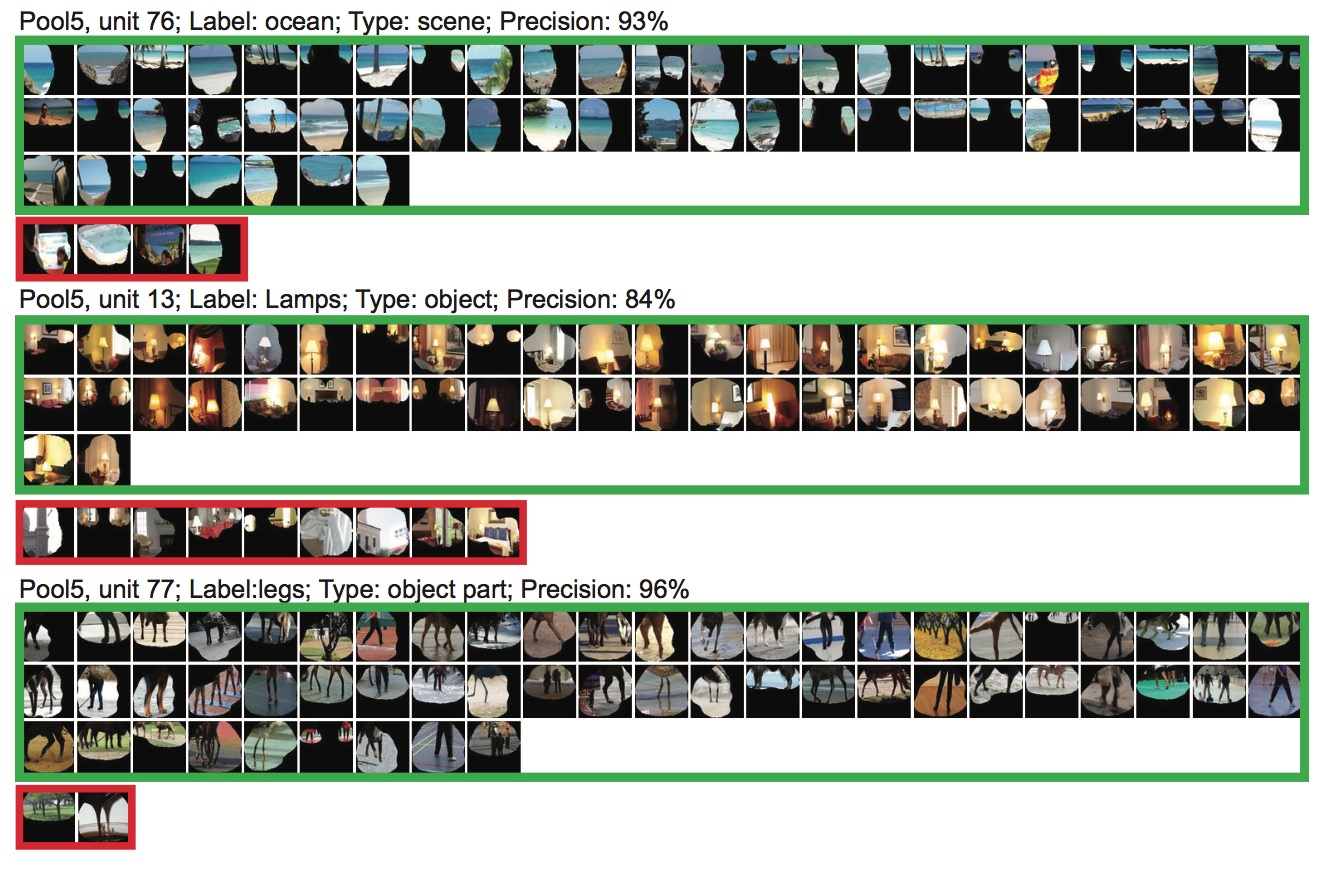 Pool5, unit 76; Label: ocean; Type: scene; Precision: 93%
Pool5, unit 13; Label: Lamps; Type: object; Precision: 84%
Pool5, unit 77; Label:legs; Type: object part; Precision: 96%